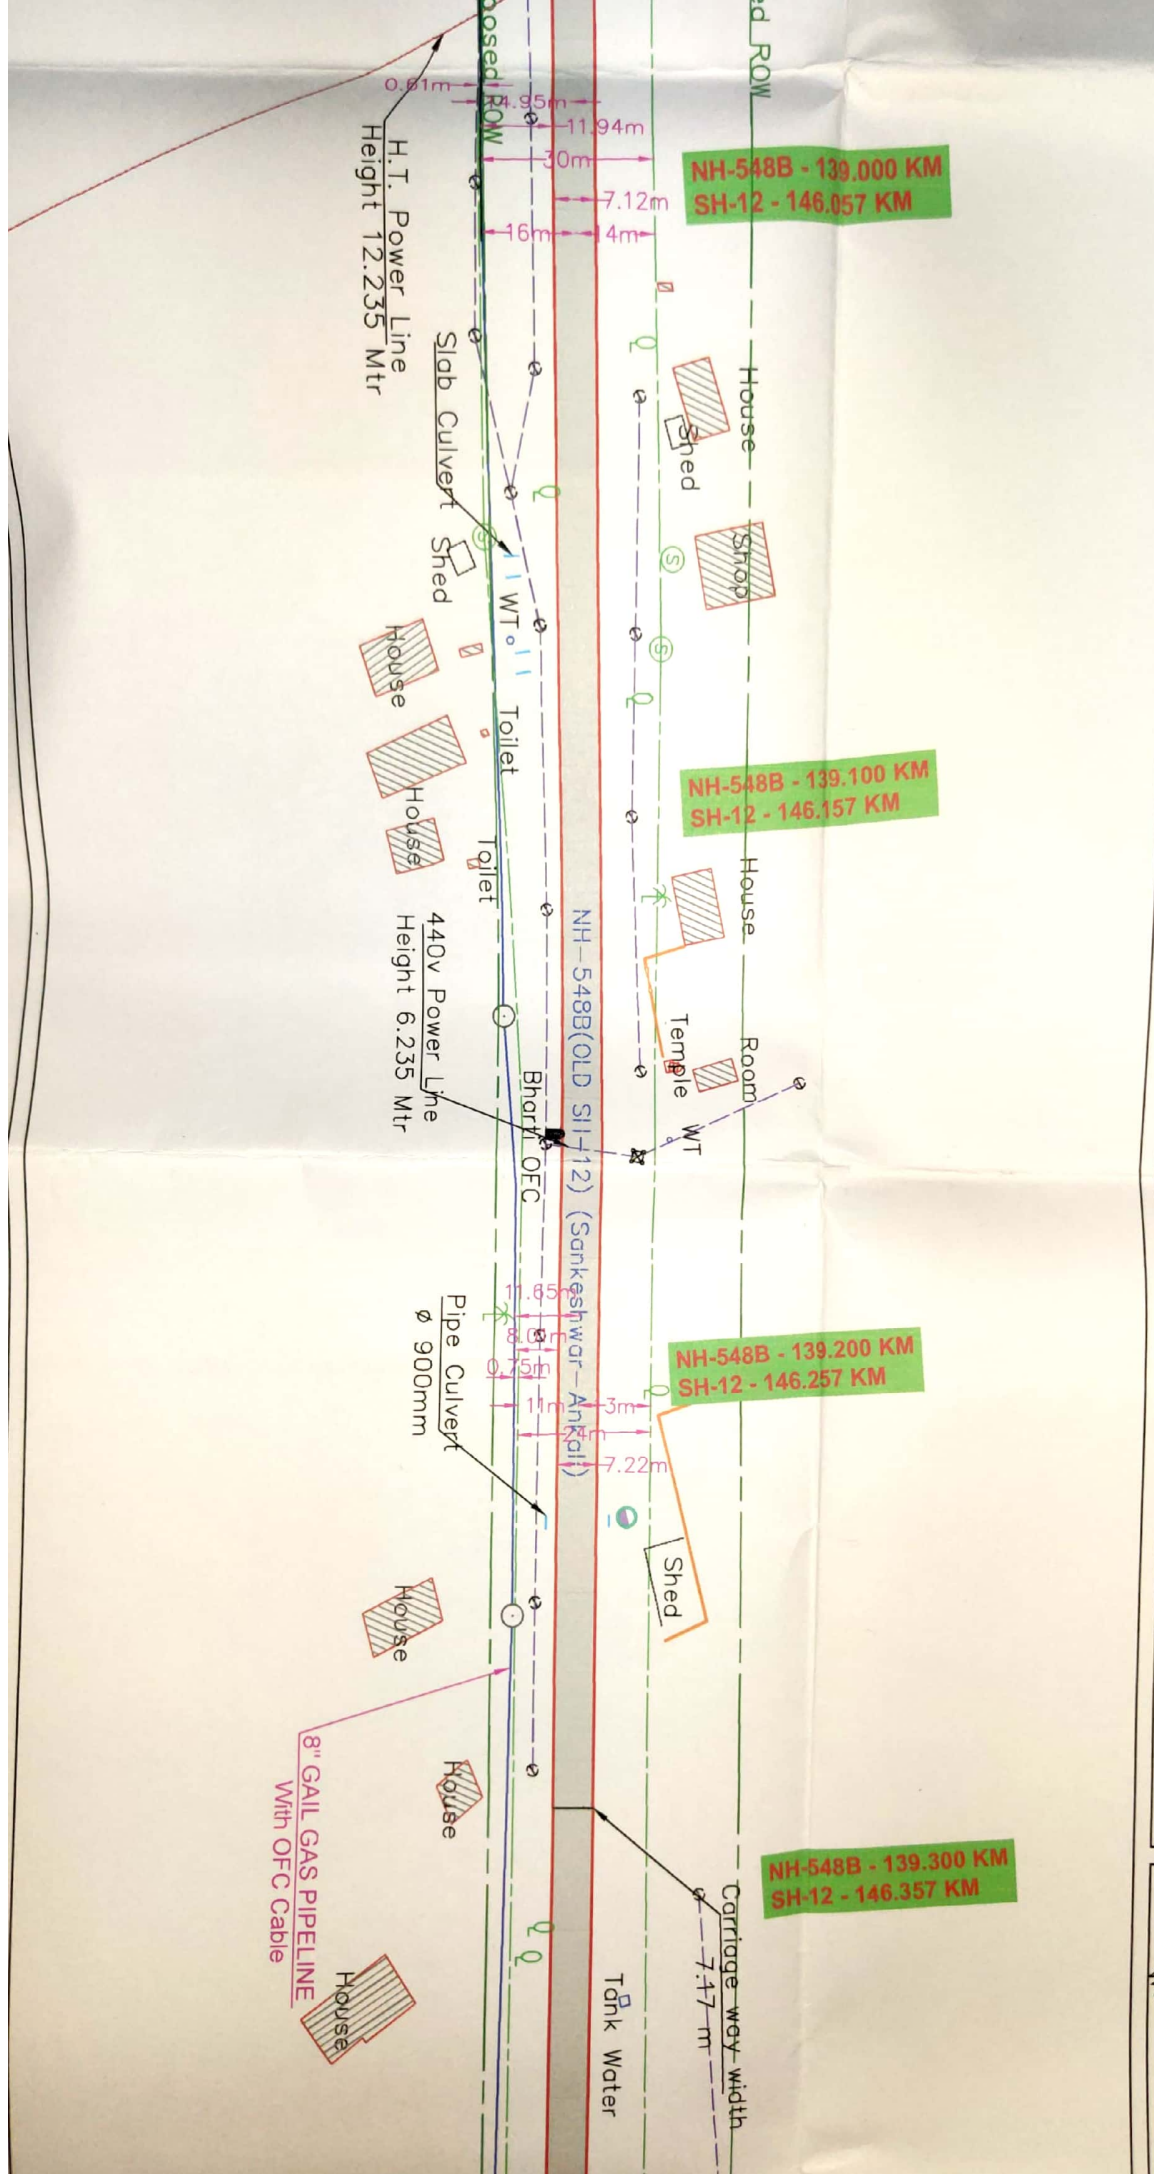 posed ROW
ed ROW
0.61m
4.95m
11.94m
30m
7.12m
16m
14m
NH-548B - 139.000 KM
SH-12 - 146.057 KM
H.T. Power Line
Height 12.235 Mtr
Slab Culvert
House
Shed
Shop
Shed
WT
House
Toilet
House
Toilet
NH-548B - 139.100 KM
SH-12 - 146.157 KM
House
440v Power Line
Height 6.235 Mtr
Temple
Room
WT
Bharti OFC
NH-548B(OLD SH-12) (Sankeshwar-Ankali)
11.65m
0.75m
11m
3m
24m
7.22m
NH-548B - 139.200 KM
SH-12 - 146.257 KM
Pipe Culvert
Ø 900mm
Shed
House
8" GAIL GAS PIPELINE
With OFC Cable
House
NH-548B - 139.300 KM
SH-12 - 146.357 KM
Carriage way width
7.17 m
Tank Water
House